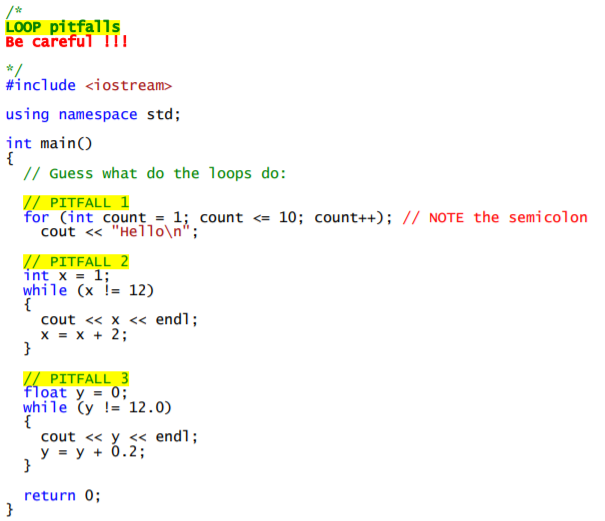 /*
LOOP pitfalls
Be careful !!!
*/
#include <iostream>
using namespace std;
int main()
{
// Guess what do the loops do:
// PITFALL 1
for (int count = 1; count <= 10; count++); // NOTE the semicolon
cout << "Hello\n";
// PITFALL 2
int x = 1;
while (x != 12)
{
cout << x << endl;
x = x + 2;
}
// PITFALL 3
float y = 0;
while (y != 12.0)
{
cout << y << endl;
y = y + 0.2;
}
return 0;
}